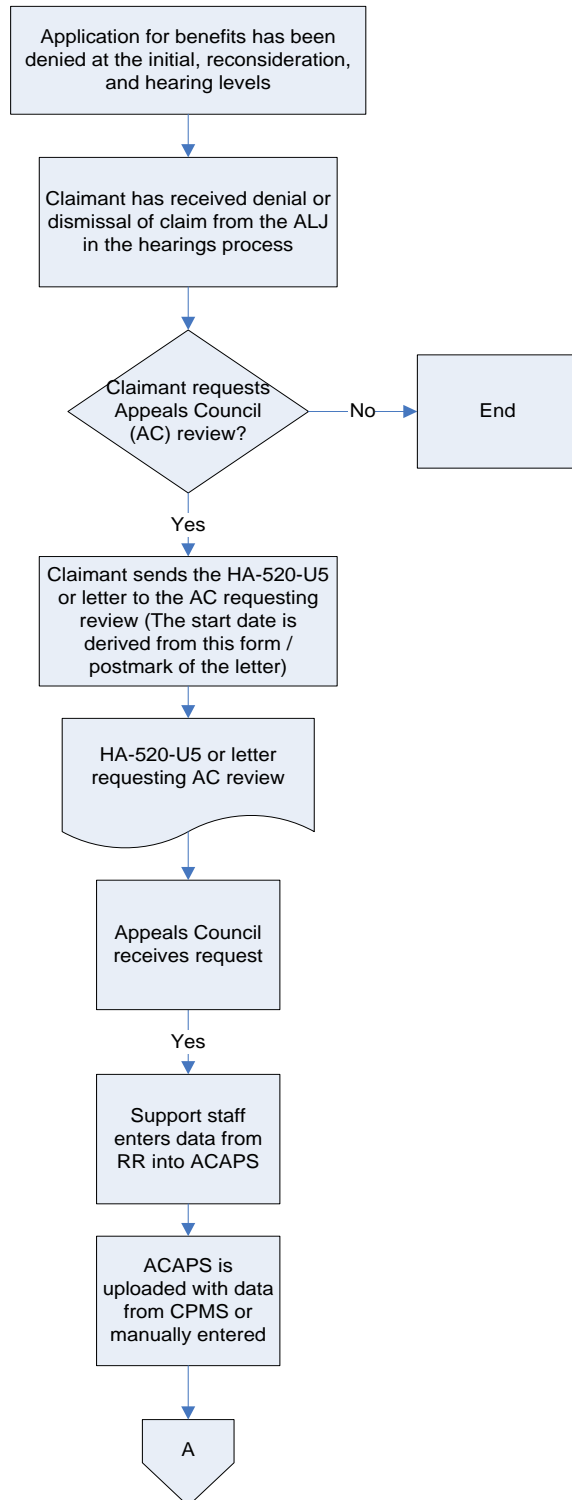 Application for benefits has been
denied at the initial, reconsideration,
and hearing levels
Claimant has received denial or
dismissal of claim from the ALJ
in the hearings process
Claimant requests
Appeals Council
(AC) review?
No
End
Yes
Claimant sends the HA-520-U5
or letter to the AC requesting
review (The start date is
derived from this form /
postmark of the letter)
HA-520-U5 or letter
requesting AC review
Appeals Council
receives request
Yes
Support staff
enters data from
RR into ACAPS
ACAPS is
uploaded with data
from CPMS or
manually entered
A